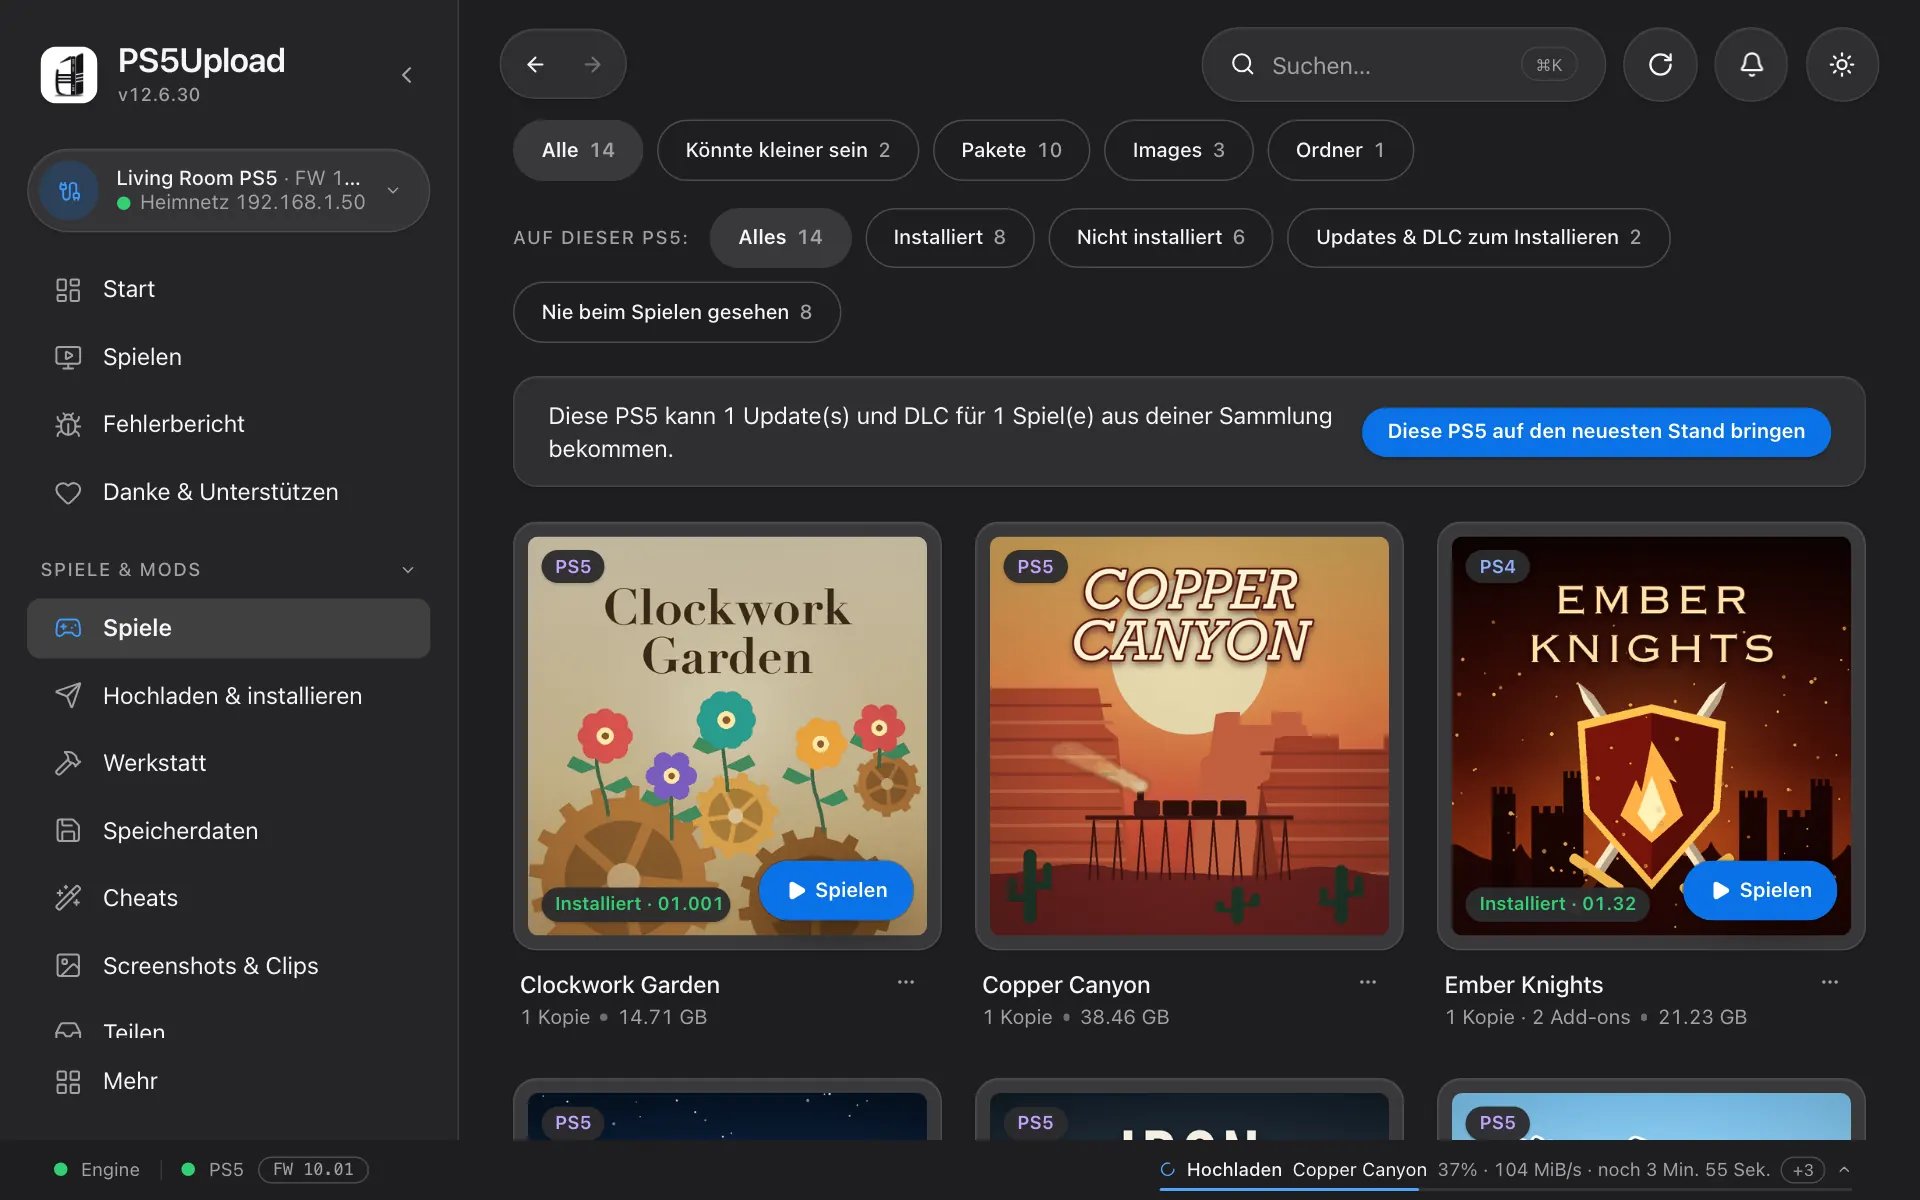 PS5Upload
v12.6.30
Living Room PS5 · FW 1...
Heimnetz 192.168.1.50
Start
Spielen
Fehlerbericht
Danke & Unterstützen
SPIELE & MODS
Spiele
Hochladen & installieren
Werkstatt
Speicherdaten
Cheats
Screenshots & Clips
Teilen
Mehr
Suchen... ⌘K
Alle 14
Könnte kleiner sein 2
Pakete 10
Images 3
Ordner 1
AUF DIESER PS5:
Alles 14
Installiert 8
Nicht installiert 6
Updates & DLC zum Installieren 2
Nie beim Spielen gesehen 8
Diese PS5 kann 1 Update(s) und DLC für 1 Spiel(e) aus deiner Sammlung
bekommen.
Diese PS5 auf den neuesten Stand bringen
PS5
Clockwork
Garden
Installiert · 01.001
Spielen
Clockwork Garden
1 Kopie • 14.71 GB
PS5
COPPER
CANYON
Copper Canyon
1 Kopie • 38.46 GB
PS4
EMBER
KNIGHTS
Installiert · 01.32
Spielen
Ember Knights
1 Kopie · 2 Add-ons • 21.23 GB
PS5
PS5
IRON
PS5
Engine
PS5
FW 10.01
Hochladen Copper Canyon 37% · 104 MiB/s · noch 3 Min. 55 Sek. +3